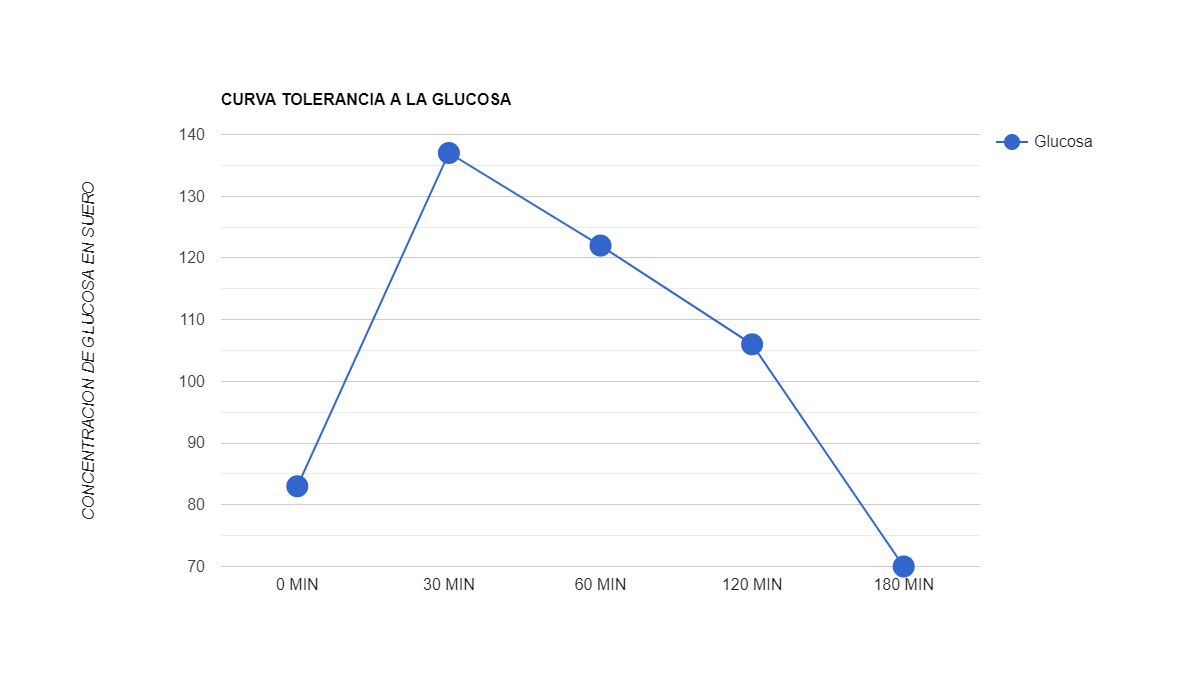 CURVA TOLERANCIA A LA GLUCOSA
Glucosa
CONCENTRACION DE GLUCOSA EN SUERO
140
130
120
110
100
90
80
70
0 MIN
30 MIN
60 MIN
120 MIN
180 MIN